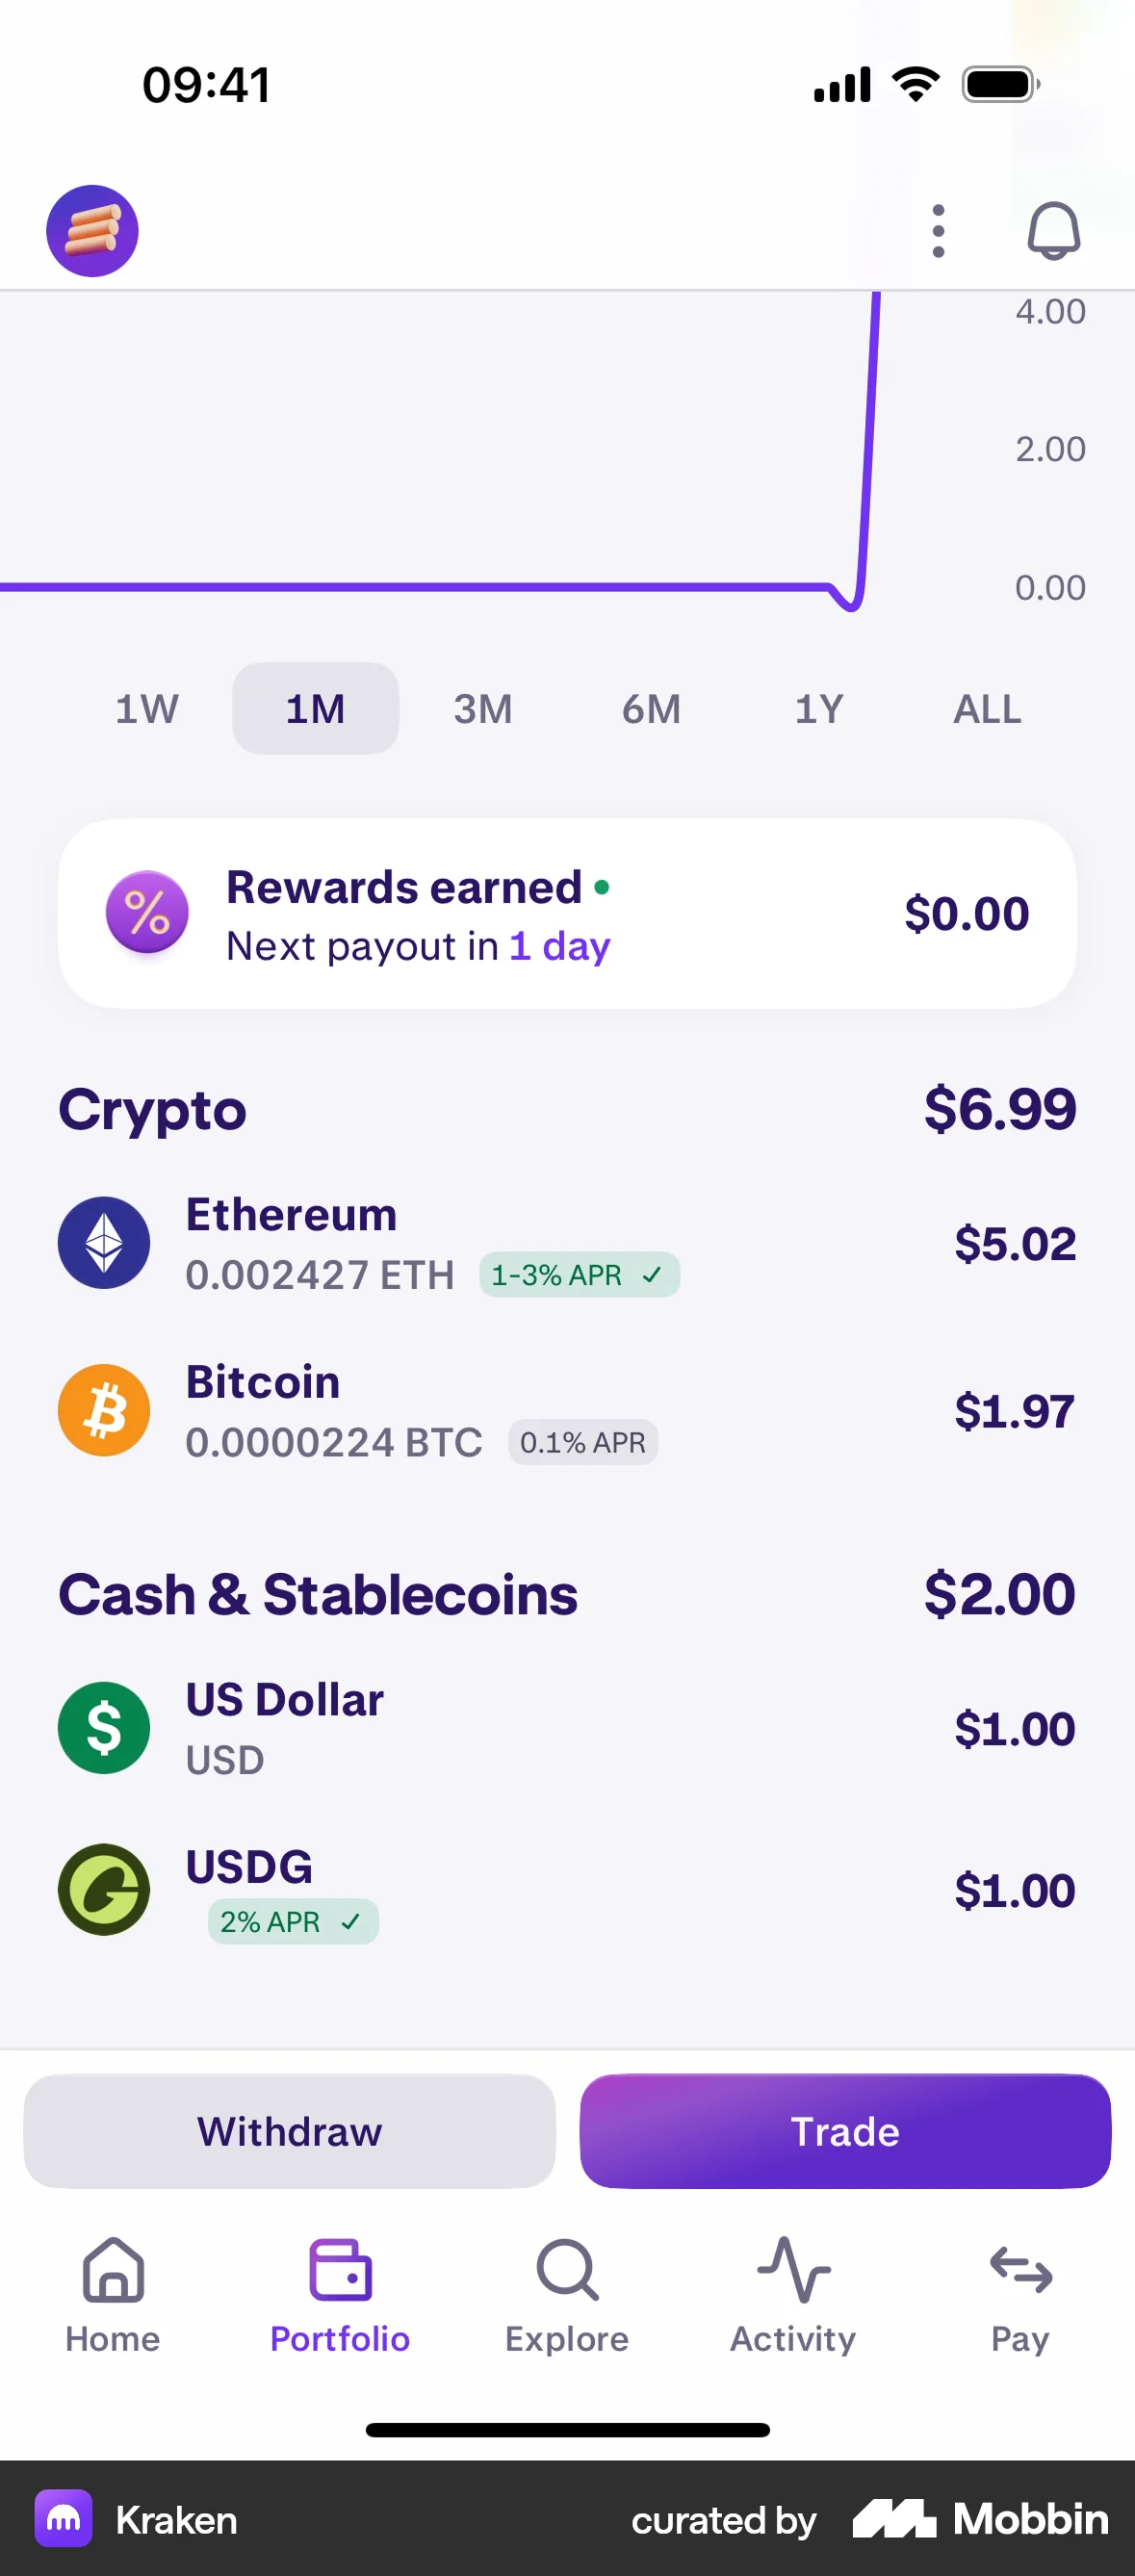 09:41
4.00
2.00
0.00
1W 1M 3M 6M 1Y ALL
Rewards earned
Next payout in 1 day
$0.00
Crypto $6.99
Ethereum
0.002427 ETH 1-3% APR
$5.02
Bitcoin
0.0000224 BTC 0.1% APR
$1.97
Cash & Stablecoins $2.00
US Dollar
USD
$1.00
USDG
2% APR
$1.00
Withdraw Trade
Home Portfolio Explore Activity Pay
Kraken curated by Mobbin